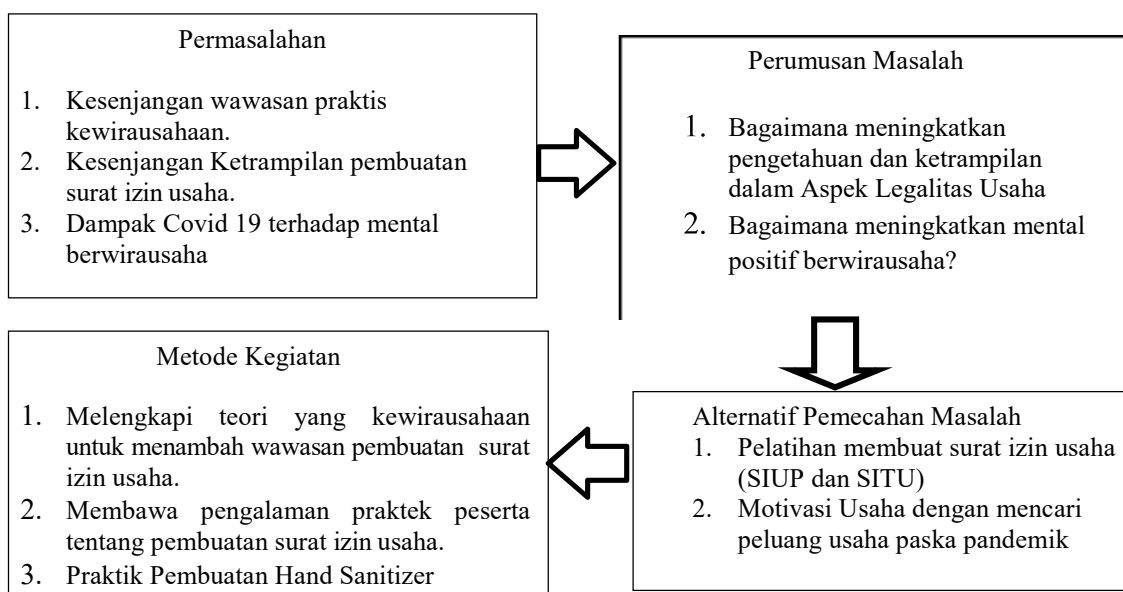 Permasalahan
1. Kesenjangan wawasan praktis
kewirausahaan.
2. Kesenjangan Ketrampilan pembuatan
surat izin usaha.
3. Dampak Covid 19 terhadap mental
berwirausaha
Perumusan Masalah
1. Bagaimana meningkatkan
pengetahuan dan ketrampilan
dalam Aspek Legalitas Usaha
2. Bagaimana meningkatkan mental
positif berwirausaha?
Alternatif Pemecahan Masalah
1. Pelatihan membuat surat izin usaha
(SIUP dan SITU)
2. Motivasi Usaha dengan mencari
peluang usaha paska pandemik
Metode Kegiatan
1. Melengkapi teori yang kewirausahaan
untuk menambah wawasan pembuatan surat
izin usaha.
2. Membawa pengalaman praktek peserta
tentang pembuatan surat izin usaha.
3. Praktik Pembuatan Hand Sanitizer